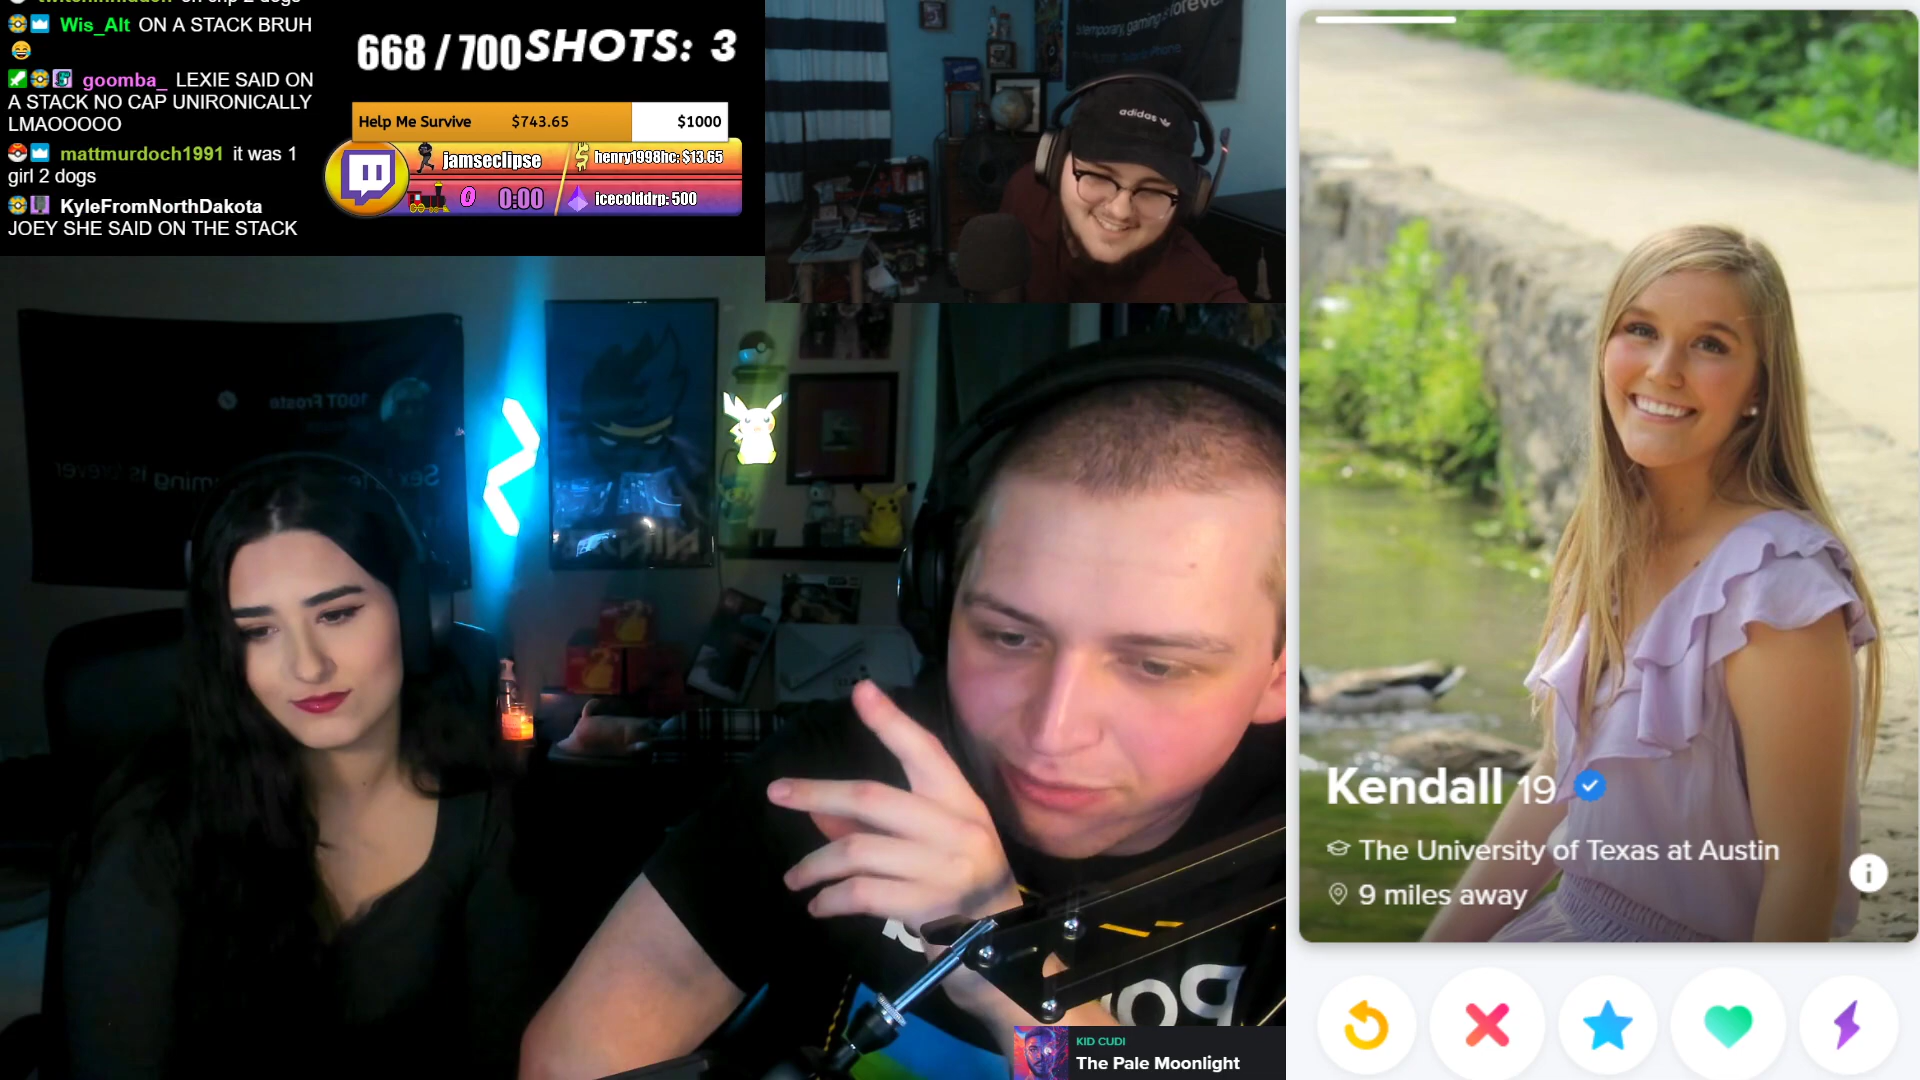 Wis_Alt ON A STACK BRUH
goomba_ LEXIE SAID ON
A STACK NO CAP UNIRONICALLY
LMAOOOOO
mattmurdoch1991 it was 1
girl 2 dogs
KyleFromNorthDakota
JOEY SHE SAID ON THE STACK
668 / 700 SHOTS: 3
Help Me Survive $743.65 $1000
jamseclipse
henry1998hc: $13.65
0 0:00
icecolddrp: 500
adidas
KID CUDI
The Pale Moonlight
Kendall 19
The University of Texas at Austin
9 miles away